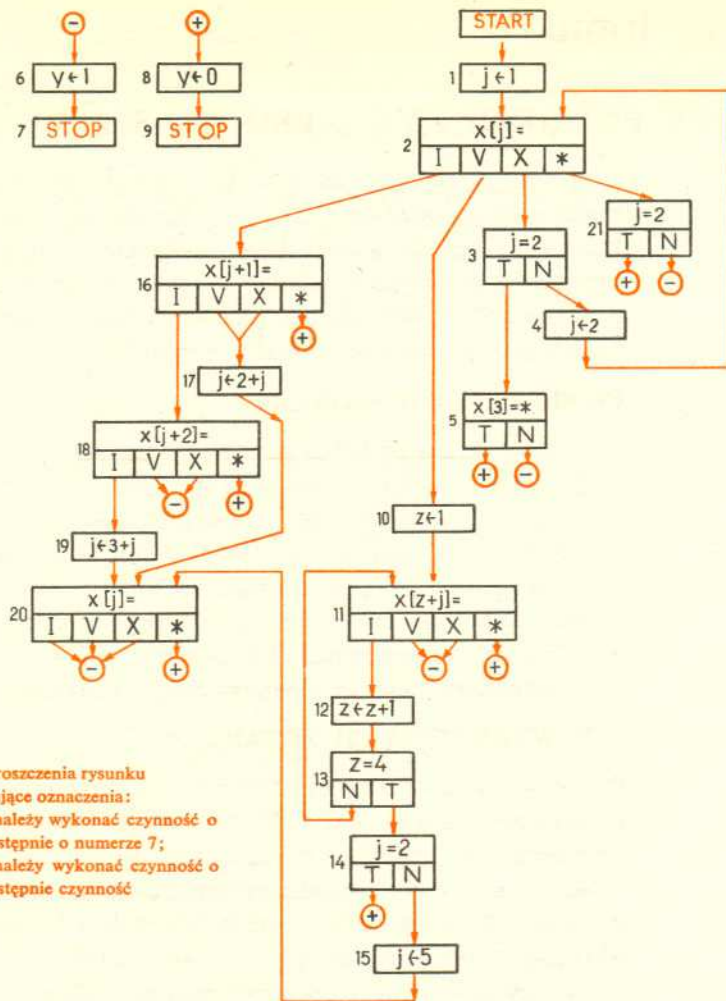 −
+
START
6 y←1
8 y←0
1 j←1
7 STOP
9 STOP
2 x[j]=
I V X *
3 j=2
T N
21 j=2
T N
+ −
16 x[j+1]=
I V X *
+
4 j←2
17 j←2+j
5 x[3]=*
T N
+ −
18 x[j+2]=
I V X *
− +
10 z←1
19 j←3+j
20 x[j]=
I V X *
− +
11 x[z+j]=
I V X *
− +
12 z←z+1
13 z=4
N T
14 j=2
T N
+
15 j←5
roszczenia rysunku
jące oznaczenia:
należy wykonać czynność o
stępnie o numerze 7;
należy wykonać czynność o
stępnie czynność